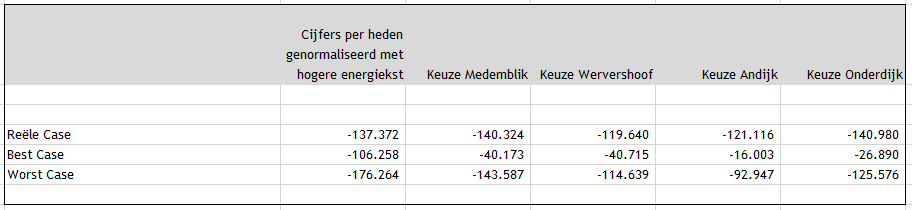 Cijfers per heden
genormaliseerd met
hogere energiekst Keuze Medemblik Keuze Wervershoof Keuze Andijk Keuze Onderdijk
Reële Case -137.372 -140.324 -119.640 -121.116 -140.980
Best Case -106.258 -40.173 -40.715 -16.003 -26.890
Worst Case -176.264 -143.587 -114.639 -92.947 -125.576